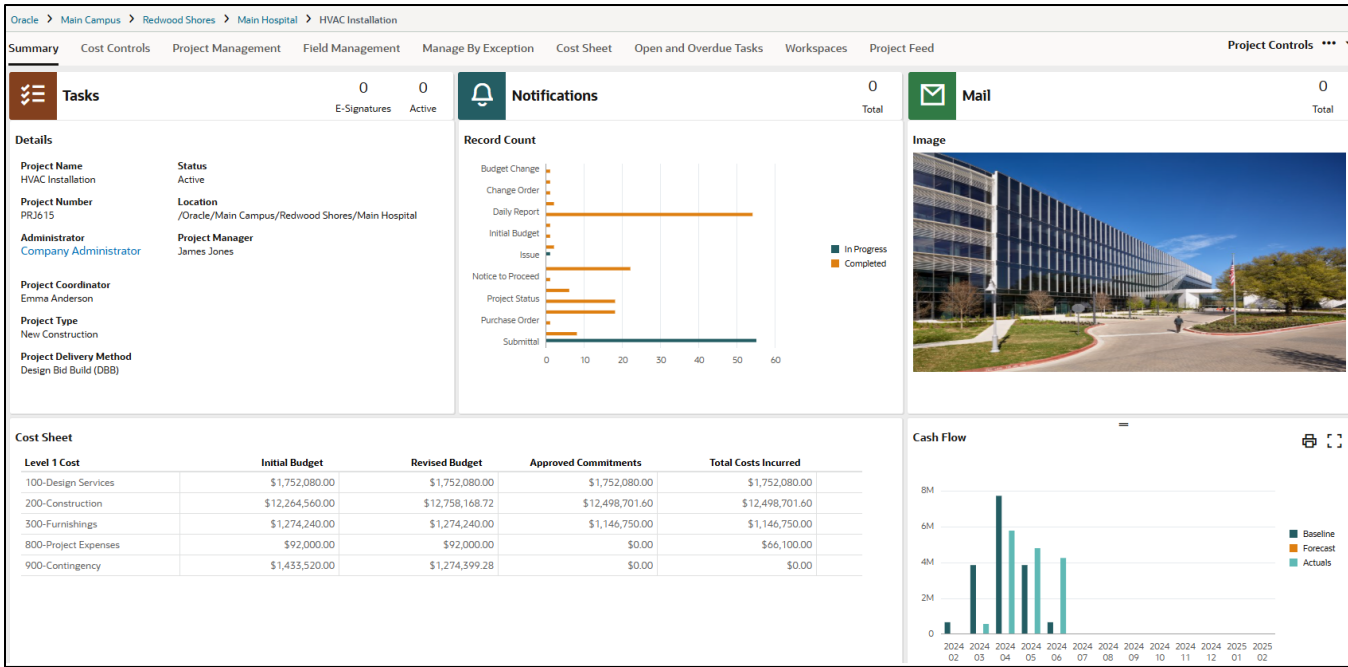 Oracle > Main Campus > Redwood Shores > Main Hospital > HVAC Installation
Summary Cost Controls Project Management Field Management Manage By Exception Cost Sheet Open and Overdue Tasks Workspaces Project Feed Project Controls •••
Tasks
0 0
E-Signatures Active
Notifications
0
Total
Mail
0
Total
Details
Project Name Status
HVAC Installation Active
Project Number Location
PRJ615 /Oracle/Main Campus/Redwood Shores/Main Hospital
Administrator Project Manager
Company Administrator James Jones
Project Coordinator
Emma Anderson
Project Type
New Construction
Project Delivery Method
Design Bid Build (DBB)
Record Count
Budget Change
Change Order
Daily Report
Initial Budget
Issue
Notice to Proceed
Project Status
Purchase Order
Submittal
0 10 20 30 40 50 60
In Progress
Completed
Image
Cost Sheet
Level 1 Cost Initial Budget Revised Budget Approved Commitments Total Costs Incurred
100-Design Services $1,752,080.00 $1,752,080.00 $1,752,080.00 $1,752,080.00
200-Construction $12,264,560.00 $12,758,168.72 $12,498,701.60 $12,498,701.60
300-Furnishings $1,274,240.00 $1,274,240.00 $1,146,750.00 $1,146,750.00
800-Project Expenses $92,000.00 $92,000.00 $0.00 $66,100.00
900-Contingency $1,433,520.00 $1,274,399.28 $0.00 $0.00
Cash Flow
8M
6M
4M
2M
0
2024 2024 2024 2024 2024 2024 2024 2024 2024 2024 2024 2025 2025
02 03 04 05 06 07 08 09 10 11 12 01 02
Baseline
Forecast
Actuals